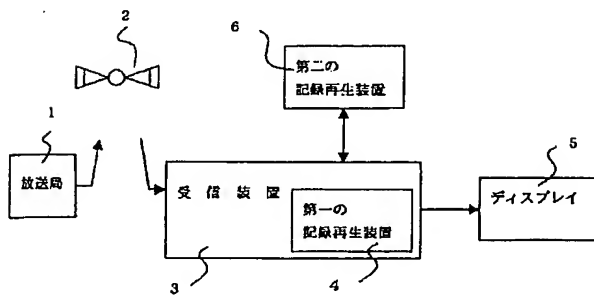 2
6
第二の
記録再生装置
1
放送局
受信装置
第一の
記録再生装置
5
ディスプレイ
3
4